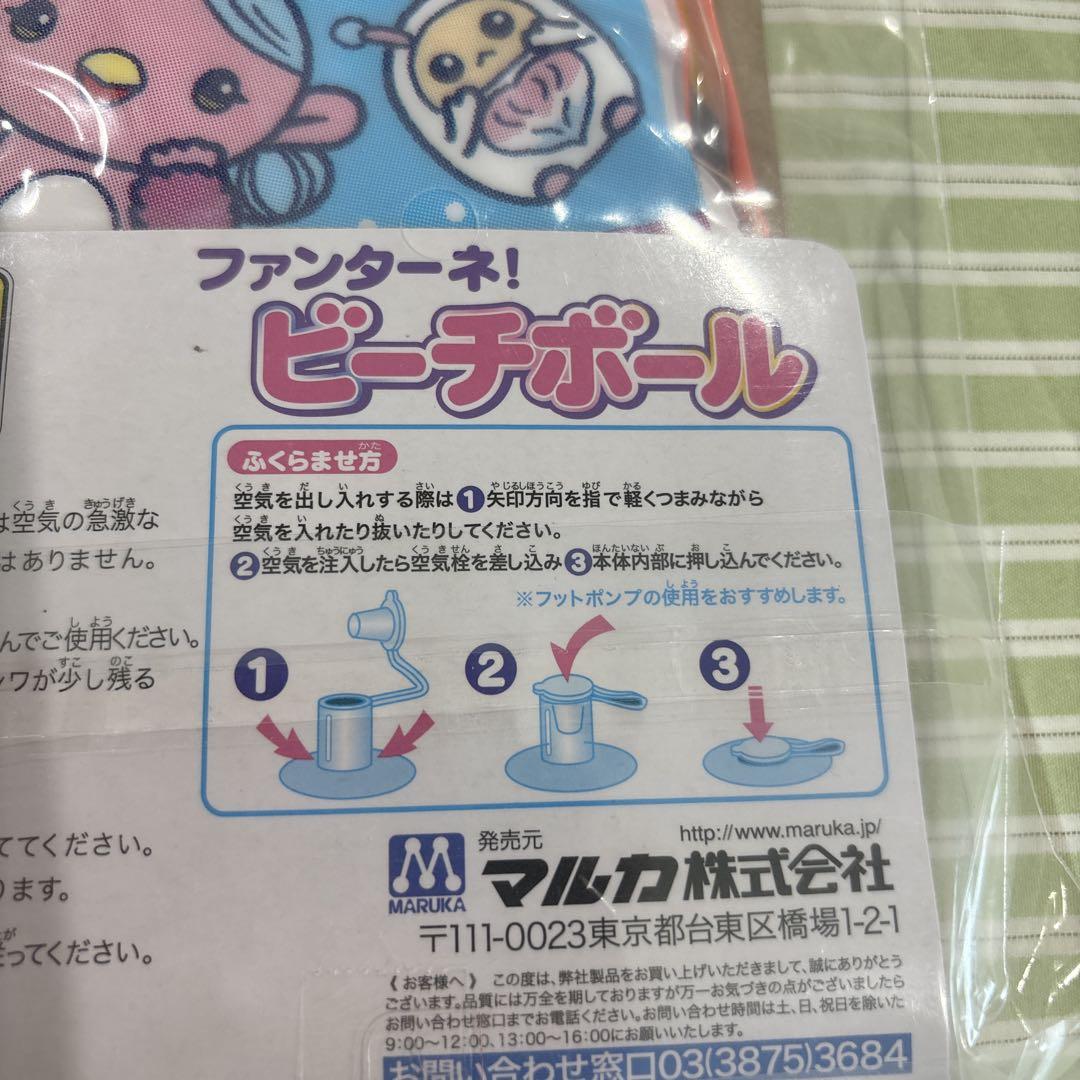 ファンターネ!
ビーチボール
ふくらませ方
空気を出し入れする際は①矢印方向を指で軽くつまみながら
空気を入れたり抜いたりしてください。
②空気を注入したら空気栓を差し込み③本体内部に押し込んでください。
※フットポンプの使用をおすすめします。
1
2
3
は空気の急激な
はありません。
んでご使用ください。
ワが少し残る
てください。
ります。
ってください。
発売元
http://www.maruka.jp/
MARUKA
マルカ株式会社
〒111-0023東京都台東区橋場1-2-1
《お客様へ》 この度は、弊社製品をお買い上げいただきまして、誠にありがとう
ございます。品質には万全を期しておりますが万一お気づきの点がございましたら
お問い合わせ窓口までお電話ください。お問い合わせ時間は土、日、祝日を除いた
9:00〜12:00、13:00〜16:00にお願いいたします。
お問い合わせ窓口03(3875)3684